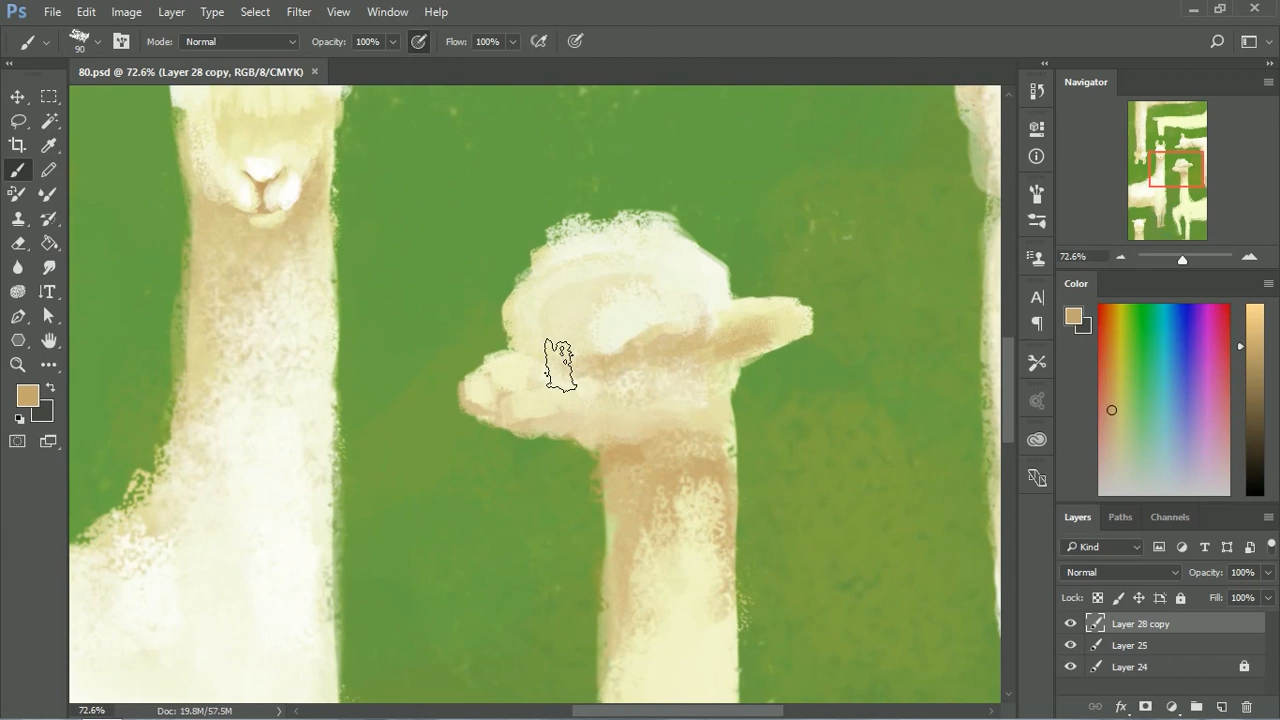 Ps File Edit Image Layer Type Select Filter View Window Help
90 Mode: Normal Opacity: 100% Flow: 100%
80.psd @ 72.6% (Layer 28 copy, RGB/8/CMYK) ×
Navigator
72.6%
Color
Layers Paths Channels
Kind
Normal Opacity: 100%
Lock: Fill: 100%
Layer 28 copy
Layer 25
Layer 24
72.6% Doc: 19.8M/57.5M